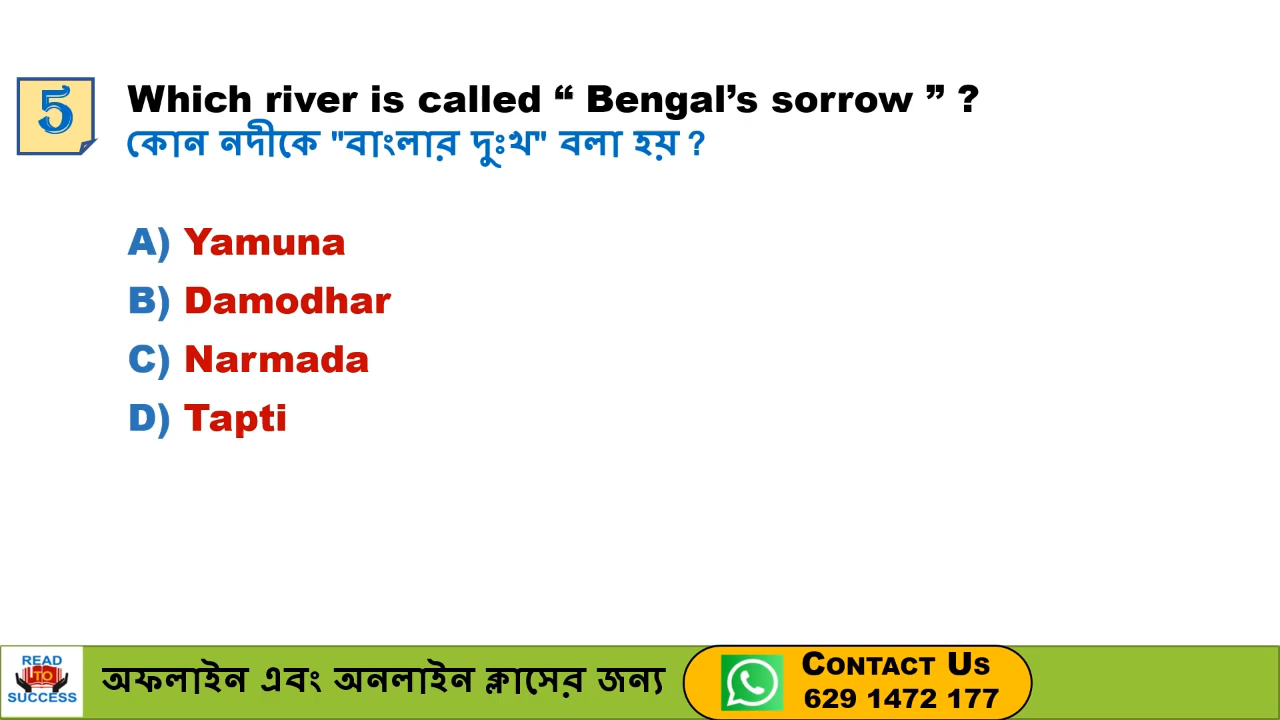 5
Which river is called “ Bengal’s sorrow ” ?
কোন নদীকে "বাংলার দুঃখ" বলা হয় ?
A) Yamuna
B) Damodhar
C) Narmada
D) Tapti
READ
TO
SUCCESS
অফলাইন এবং অনলাইন ক্লাসের জন্য
CONTACT US
629 1472 177